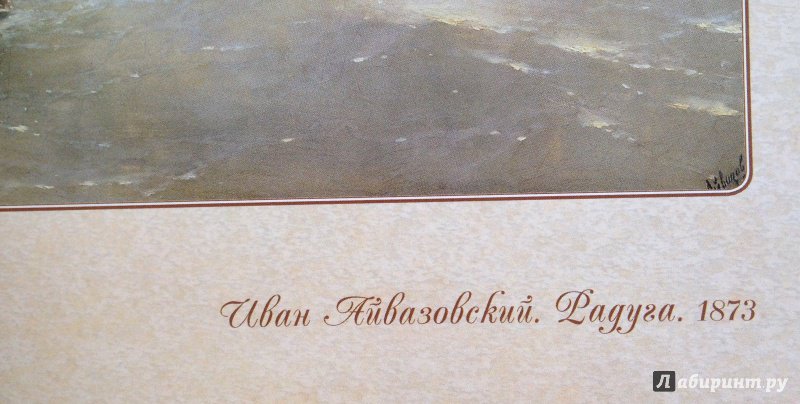 Иван Айвазовский. Радуга. 1873
Лабиринт.ру